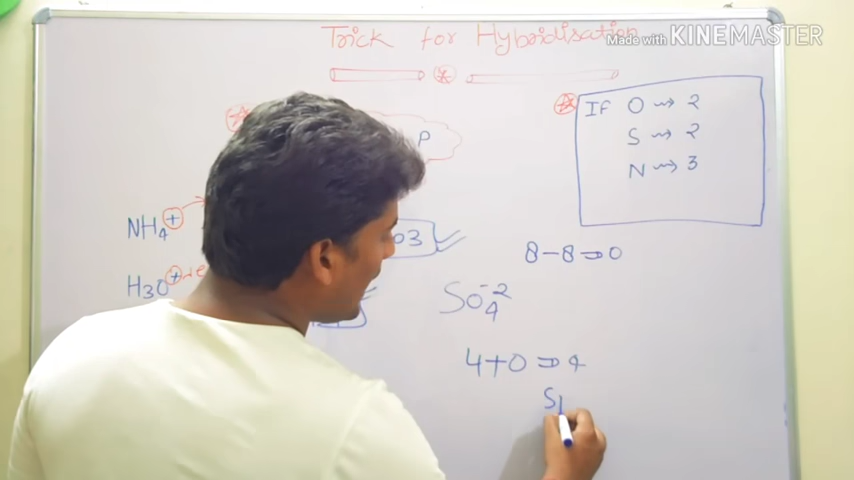 Trick for Hybridisation
Made with KINEMASTER
IF O ⇝ 2
S ⇝ 2
N ⇝ 3
P
NH4 +
O3
8-8 ⇒ 0
H3O +
SO4-2
4+0 ⇒ 4